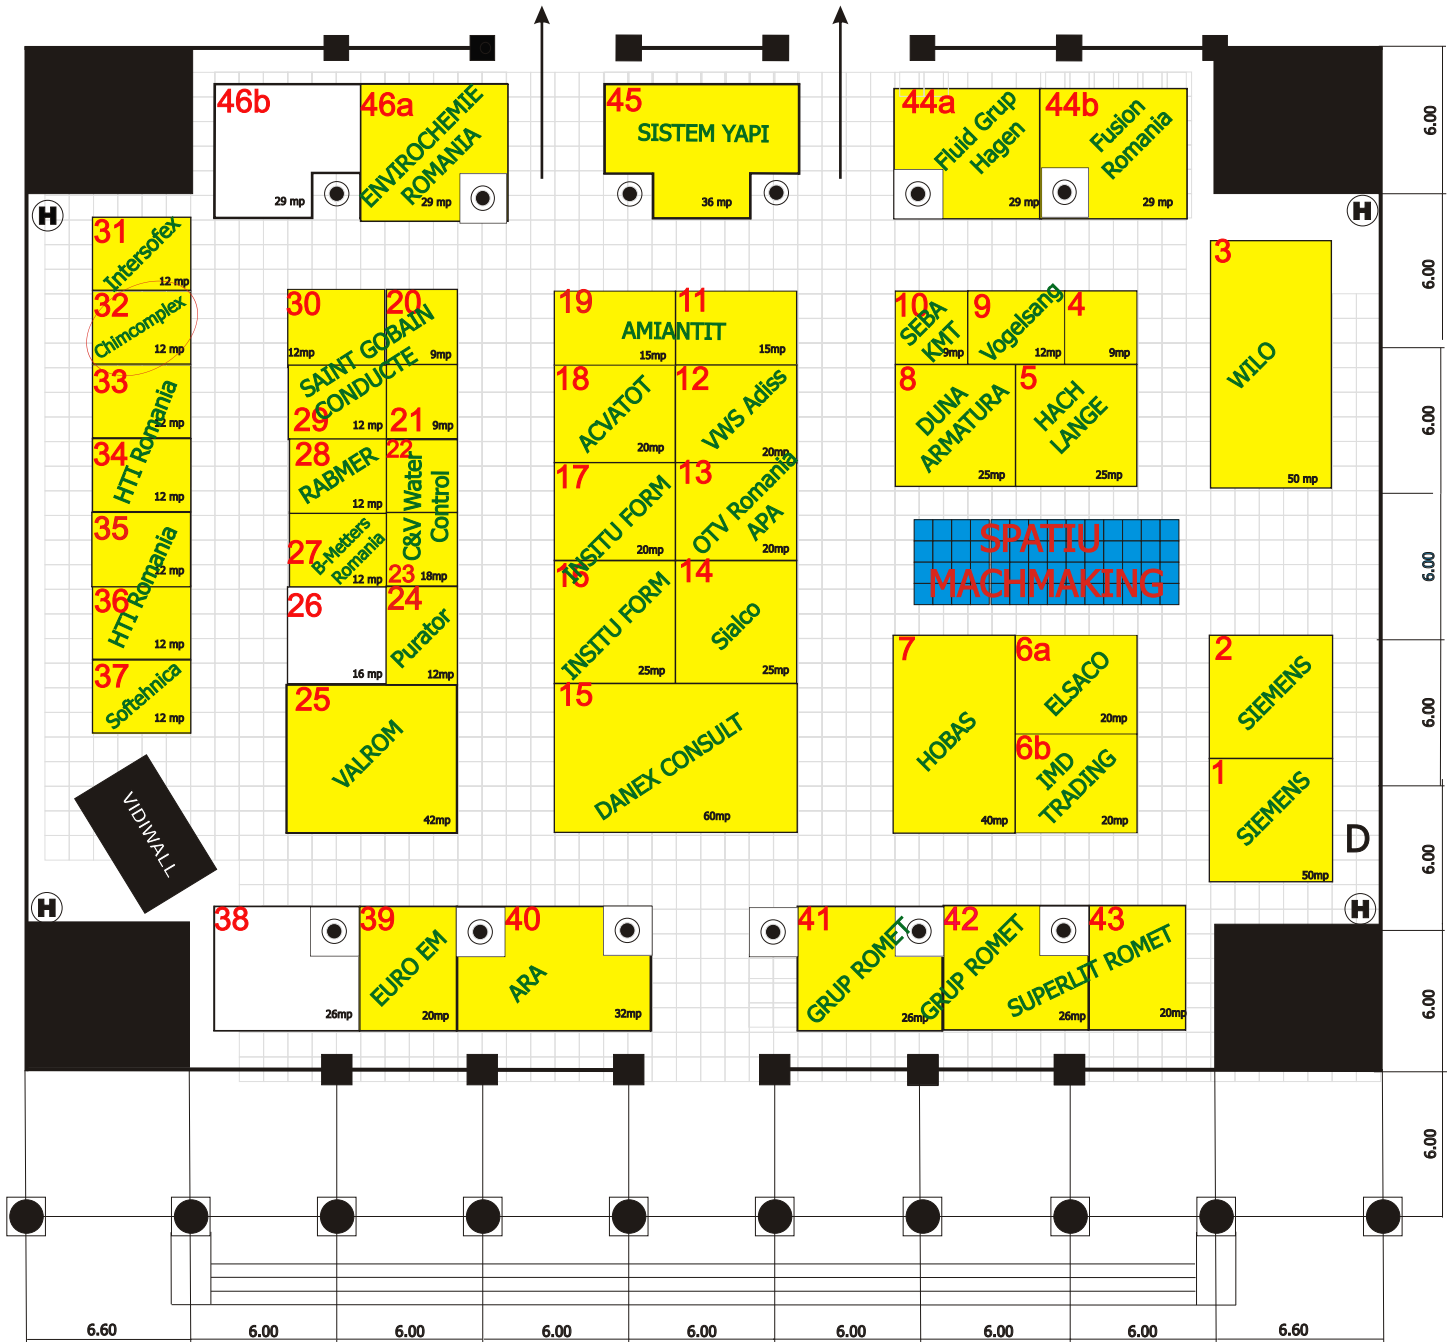 46b
29 mp
46a
ENVIROCHEMIE
ROMANIA
29 mp
45
SISTEM YAPI
36 mp
44a
Fluid Grup
Hagen
29 mp
44b
Fusion
Romania
29 mp
6.00
H
H
31
Intersofex
12 mp
32
Chimcomplex
12 mp
33
12 mp
HTI Romania
34
12 mp
35
12 mp
HTI Romania
36
12 mp
37
Softehnica
12 mp
VIDIWALL
30
12mp
20
9mp
SAINT GOBAIN
CONDUCTE
29
12 mp
21
9mp
28
RABMER
12 mp
22
C&V Water
Control
27
B-Metters
Romania
12 mp
23
18mp
26
16 mp
24
Purator
12mp
25
VALROM
42mp
19
15mp
11
15mp
AMIANTIT
18
ACVATOT
20mp
12
VWS Adiss
20mp
17
INSITU FORM
20mp
13
OTV Romania
APA
20mp
16
INSITU FORM
25mp
14
Sialco
25mp
15
DANEX CONSULT
60mp
10
SEBA
KMT
9mp
9
Vogelsang
12mp
4
9mp
8
DUNA
ARMATURA
25mp
5
HACH
LANGE
25mp
3
WILO
50 mp
6.00
6.00
SPATIU
MACHMAKING
6.00
7
HOBAS
40mp
6a
ELSACO
20mp
6b
IMD
TRADING
20mp
2
SIEMENS
1
SIEMENS
50mp
6.00
D
6.00
H
H
38
26mp
39
EURO EM
20mp
40
ARA
32mp
41
GRUP ROMET
26mp
42
GRUP ROMET
26mp
43
SUPERLIT ROMET
20mp
6.00
6.00
6.60
6.00
6.00
6.00
6.00
6.00
6.00
6.00
6.60